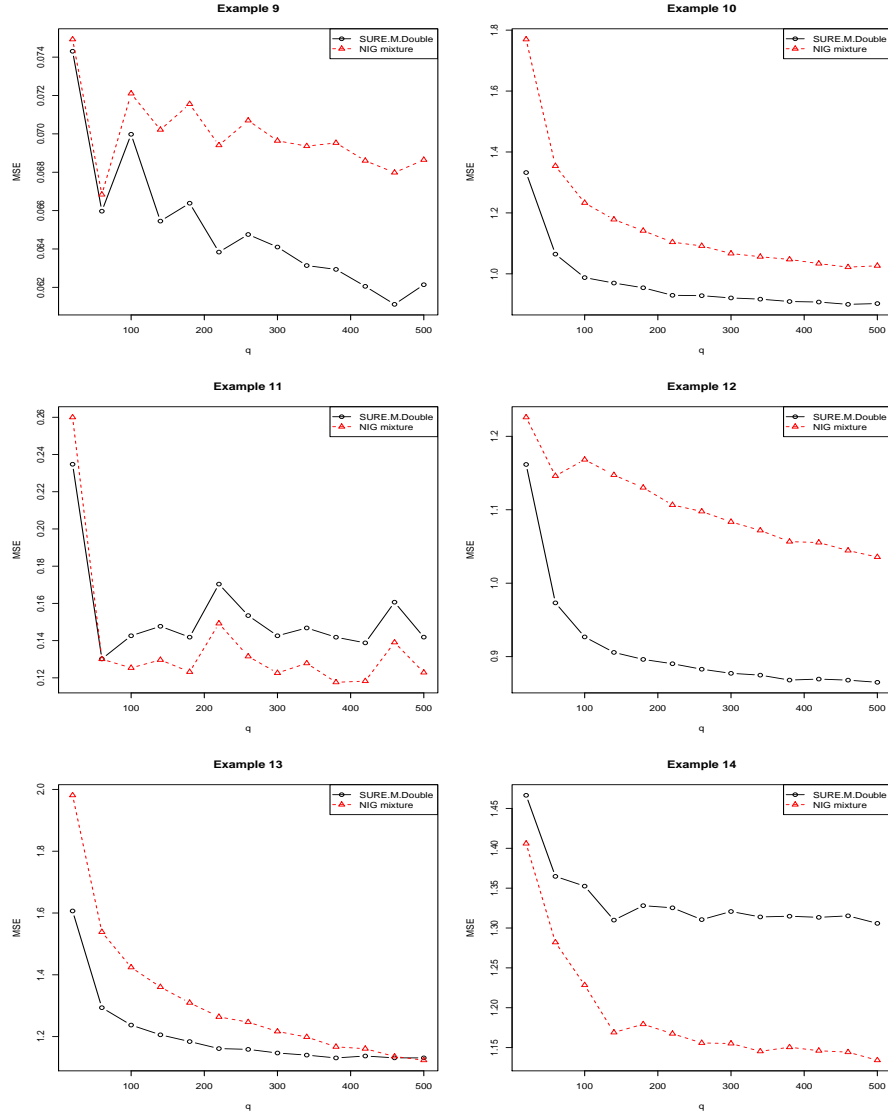 Example 9
SURE.M.Double
NIG mixture
MSE
0.074
0.072
0.070
0.068
0.066
0.064
0.062
100 200 300 400 500
q
Example 10
SURE.M.Double
NIG mixture
MSE
1.8
1.6
1.4
1.2
1.0
100 200 300 400 500
q
Example 11
SURE.M.Double
NIG mixture
MSE
0.26
0.24
0.22
0.20
0.18
0.16
0.14
0.12
100 200 300 400 500
q
Example 12
SURE.M.Double
NIG mixture
MSE
1.2
1.1
1.0
0.9
100 200 300 400 500
q
Example 13
SURE.M.Double
NIG mixture
MSE
2.0
1.8
1.6
1.4
1.2
100 200 300 400 500
q
Example 14
SURE.M.Double
NIG mixture
MSE
1.45
1.40
1.35
1.30
1.25
1.20
1.15
100 200 300 400 500
q